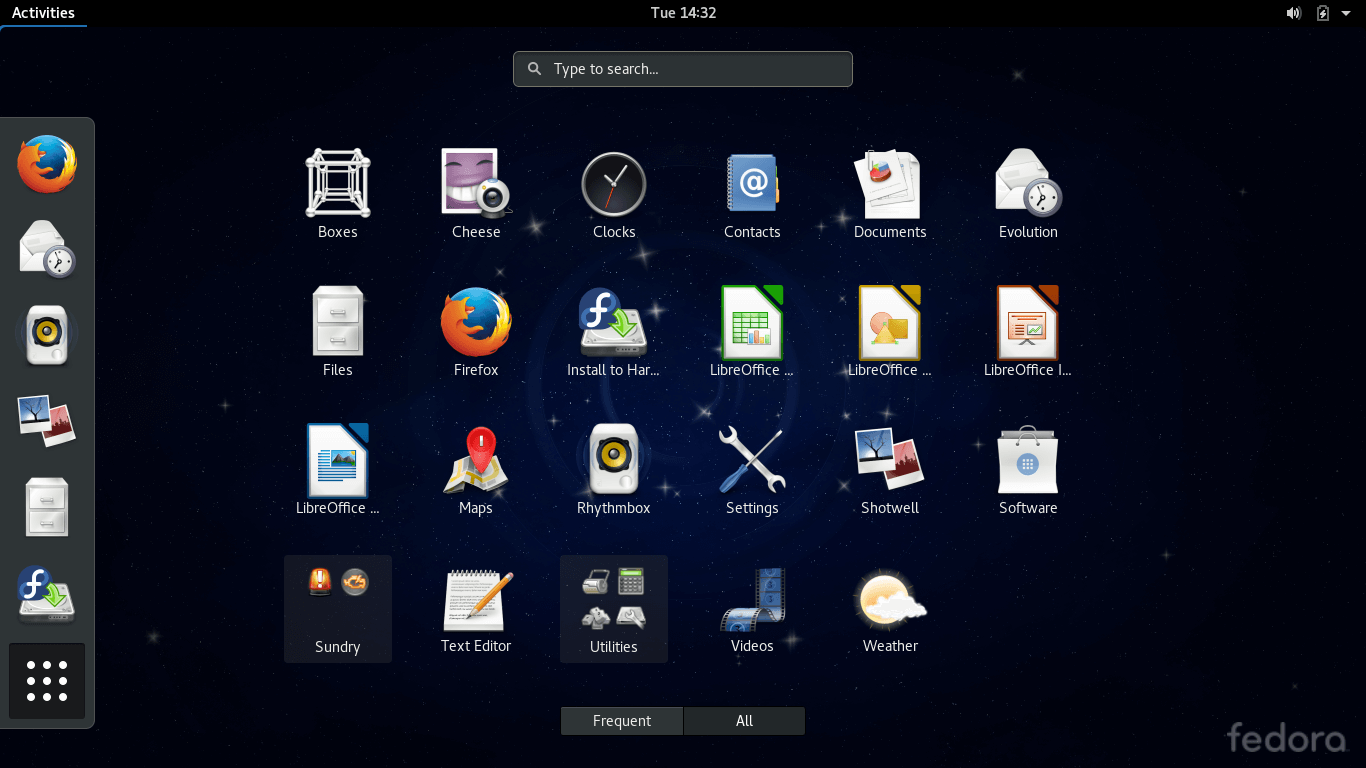 Activities
Tue 14:32
Type to search...
Boxes
Cheese
Clocks
Contacts
Documents
Evolution
Files
Firefox
Install to Har...
LibreOffice ...
LibreOffice ...
LibreOffice I...
LibreOffice ...
Maps
Rhythmbox
Settings
Shotwell
Software
Sundry
Text Editor
Utilities
Videos
Weather
Frequent
All
fedora